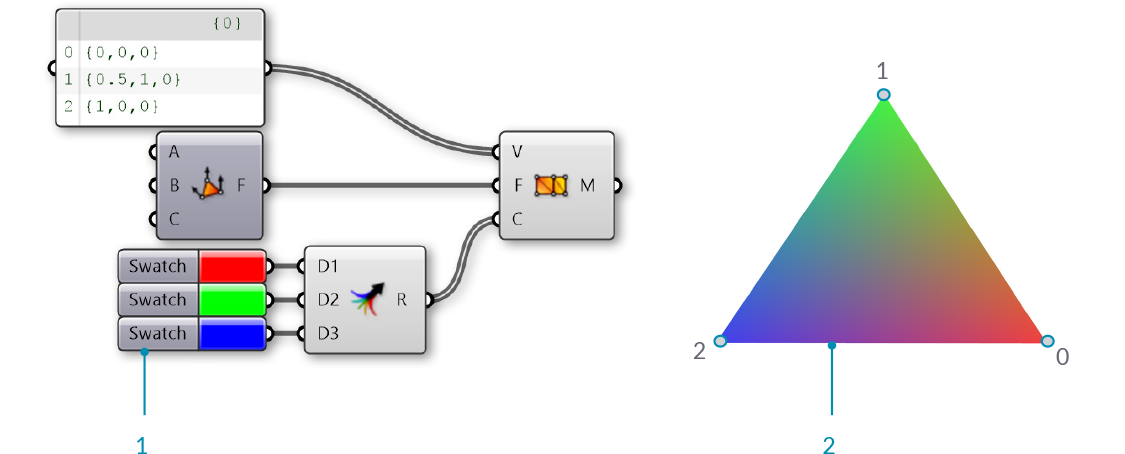 {0}
0 {0,0,0}
1 {0.5,1,0}
2 {1,0,0}
A
B F
C
V
F M
C
Swatch
Swatch
Swatch
D1
D2 R
D3
1
1
2
0
2